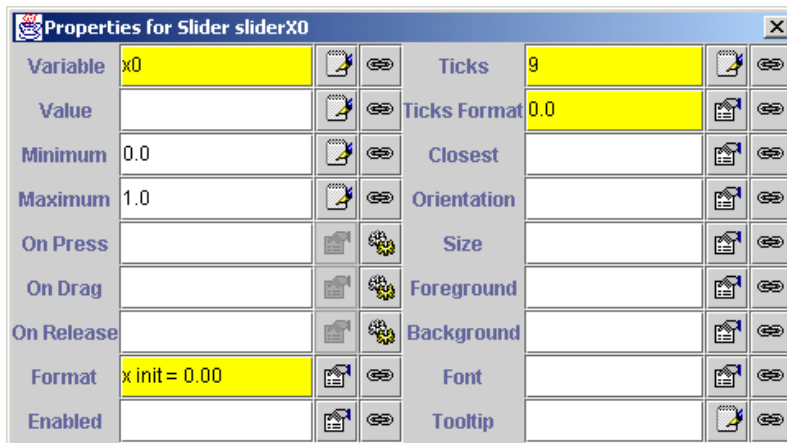 Properties for Slider sliderX0
Variable x0 Ticks 9
Value Ticks Format 0.0
Minimum 0.0 Closest
Maximum 1.0 Orientation
On Press Size
On Drag Foreground
On Release Background
Format x init = 0.00 Font
Enabled Tooltip